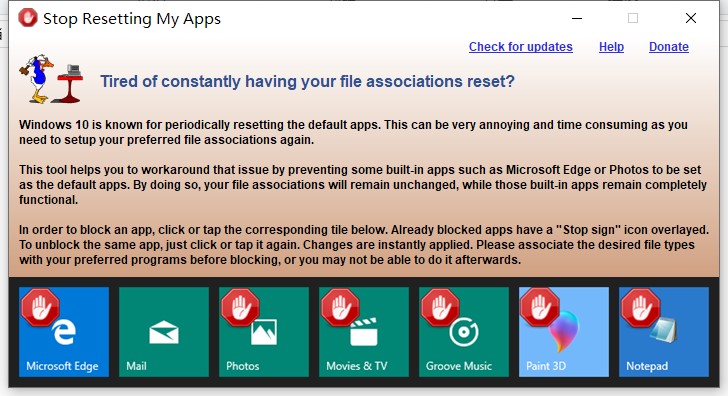 Stop Resetting My Apps
Check for updates Help Donate
Tired of constantly having your file associations reset?
Windows 10 is known for periodically resetting the default apps. This can be very annoying and time consuming as you
need to setup your preferred file associations again.
This tool helps you to workaround that issue by preventing some built-in apps such as Microsoft Edge or Photos to be set
as the default apps. By doing so, your file associations will remain unchanged, while those built-in apps remain completely
functional.
In order to block an app, click or tap the corresponding tile below. Already blocked apps have a "Stop sign" icon overlayed.
To unblock the same app, just click or tap it again. Changes are instantly applied. Please associate the desired file types
with your preferred programs before blocking, or you may not be able to do it afterwards.
Microsoft Edge Mail Photos Movies & TV Groove Music Paint 3D Notepad